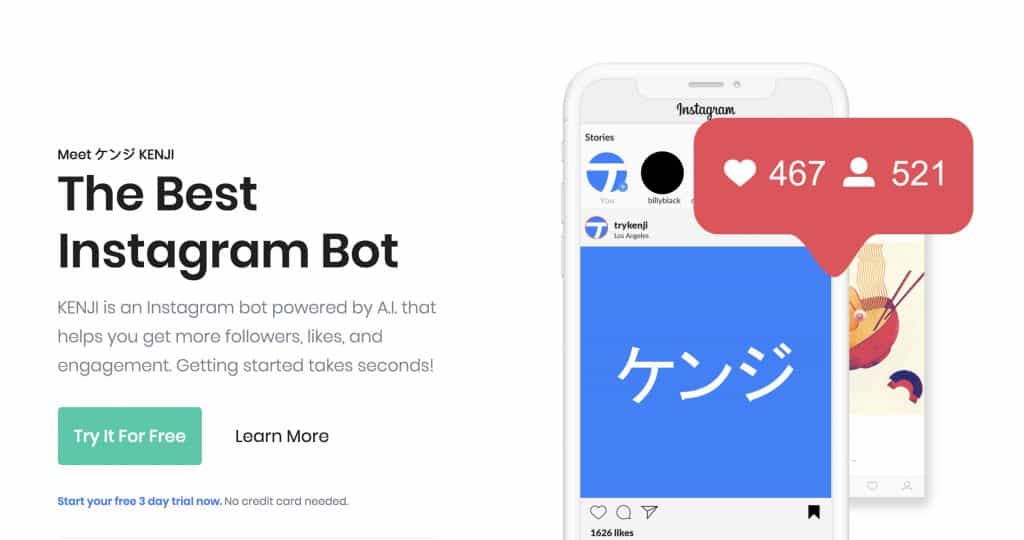 Meet ケンジ KENJI
The Best
Instagram Bot
KENJI is an Instagram bot powered by A.I. that
helps you get more followers, likes, and
engagement. Getting started takes seconds!
Try It For Free
Learn More
Start your free 3 day trial now. No credit card needed.
Instagram
Stories
467
521
You
billyblack
trykenji
Los Angeles
ケンジ
1626 likes